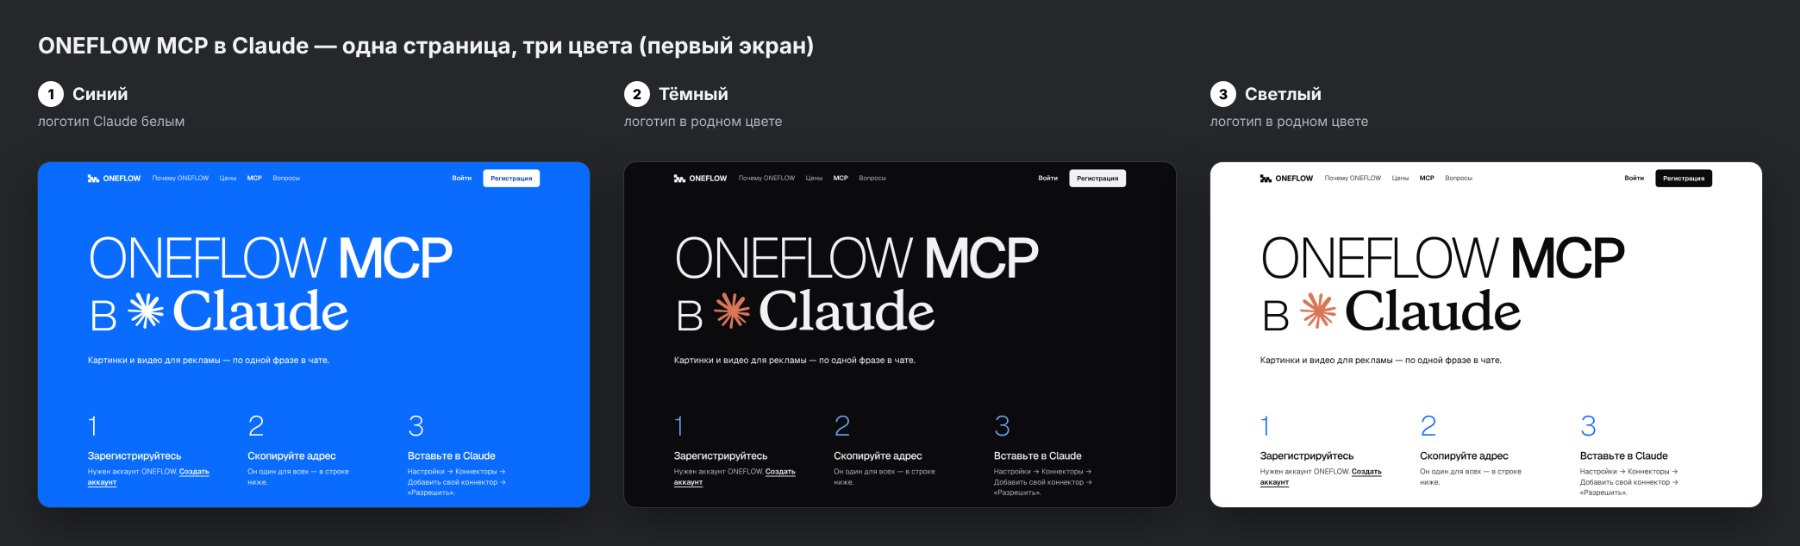 ONEFLOW MCP в Claude — одна страница, три цвета (первый экран)
1 Синий
логотип Claude белым
ONEFLOW Почему ONEFLOW Цены MCP Вопросы Войти Регистрация
ONEFLOW MCP
в Claude
Картинки и видео для рекламы — по одной фразе в чате.
1
Зарегистрируйтесь
Нужен аккаунт ONEFLOW. Создать
аккаунт
2
Скопируйте адрес
Он один для всех — в строке
ниже.
3
Вставьте в Claude
Настройки → Коннекторы →
Добавить свой коннектор →
«Разрешить».
2 Тёмный
логотип в родном цвете
ONEFLOW Почему ONEFLOW Цены MCP Вопросы Войти Регистрация
ONEFLOW MCP
в Claude
Картинки и видео для рекламы — по одной фразе в чате.
1
Зарегистрируйтесь
Нужен аккаунт ONEFLOW. Создать
аккаунт
2
Скопируйте адрес
Он один для всех — в строке
ниже.
3
Вставьте в Claude
Настройки → Коннекторы →
Добавить свой коннектор →
«Разрешить».
3 Светлый
логотип в родном цвете
ONEFLOW Почему ONEFLOW Цены MCP Вопросы Войти Регистрация
ONEFLOW MCP
в Claude
Картинки и видео для рекламы — по одной фразе в чате.
1
Зарегистрируйтесь
Нужен аккаунт ONEFLOW. Создать
аккаунт
2
Скопируйте адрес
Он один для всех — в строке
ниже.
3
Вставьте в Claude
Настройки → Коннекторы →
Добавить свой коннектор →
«Разрешить».